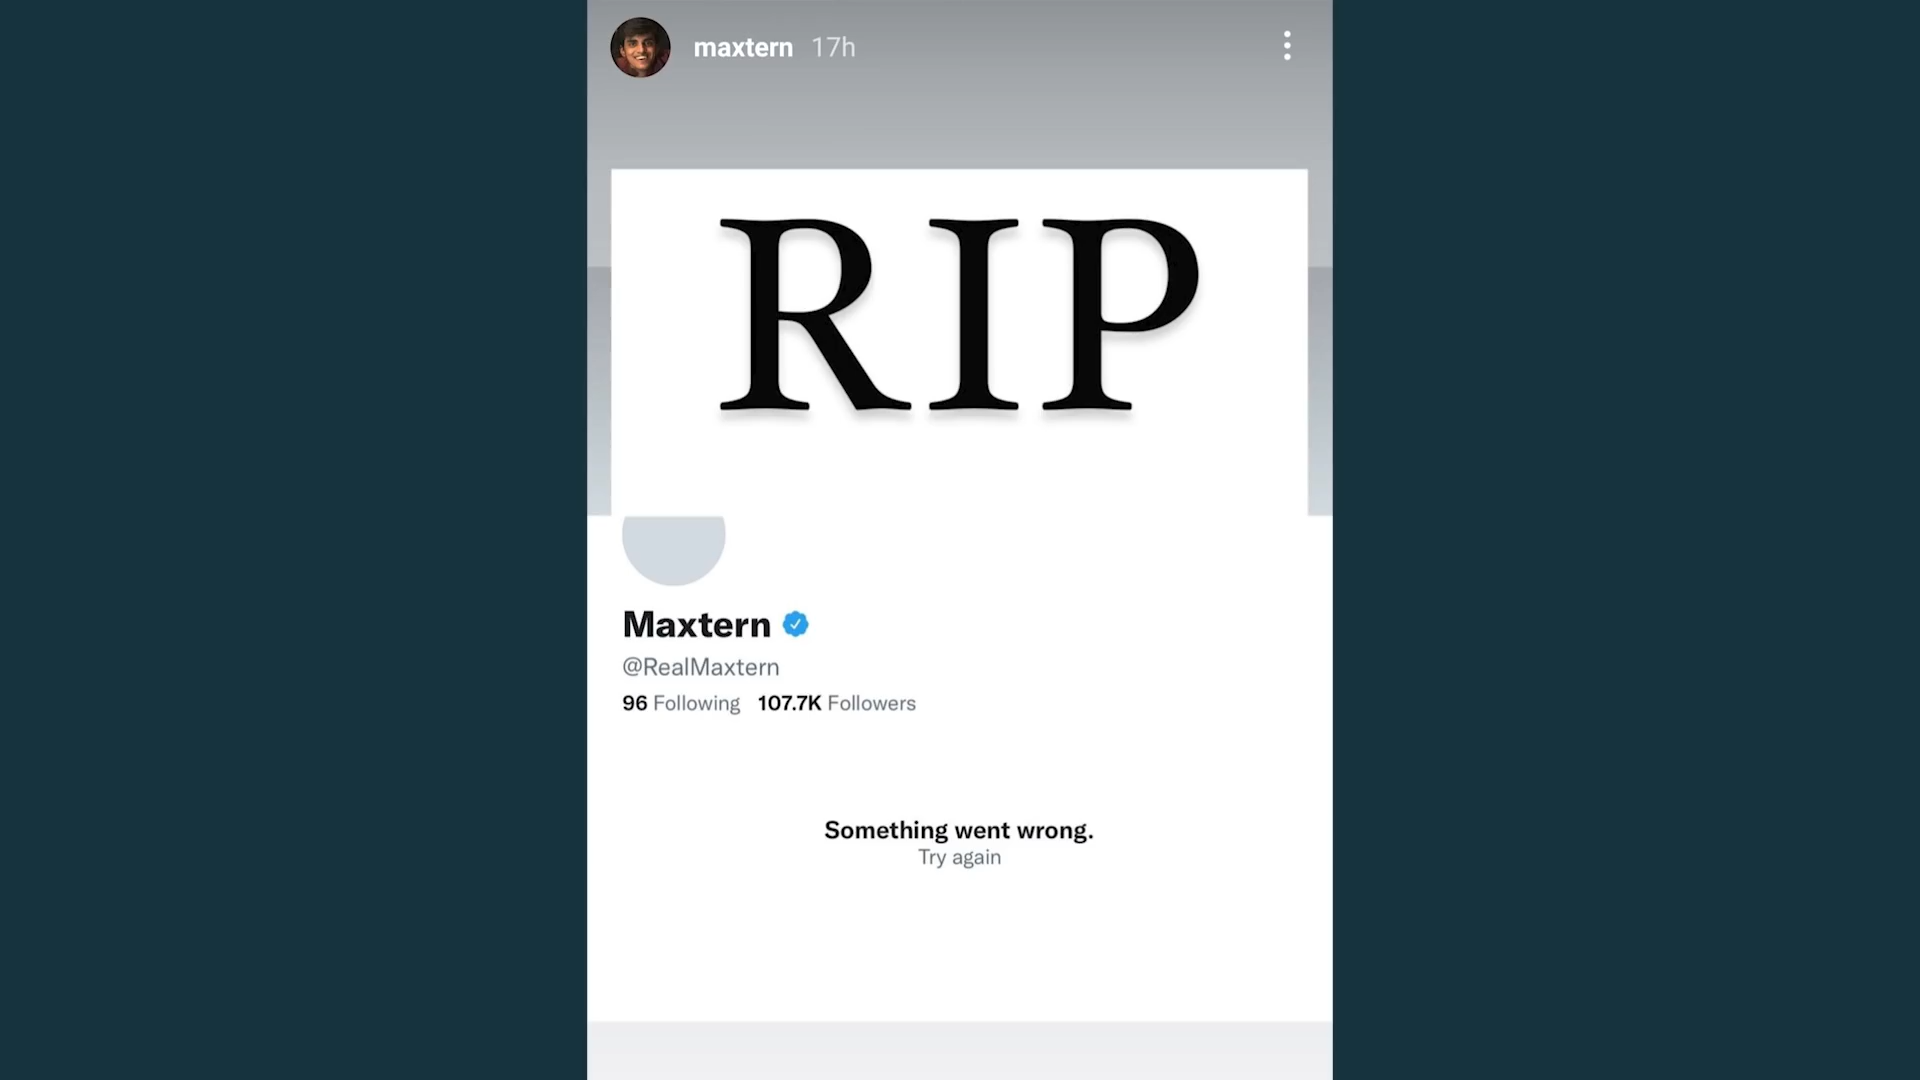 maxtern 17h
RIP
Maxtern
@RealMaxtern
96 Following 107.7K Followers
Something went wrong.
Try again